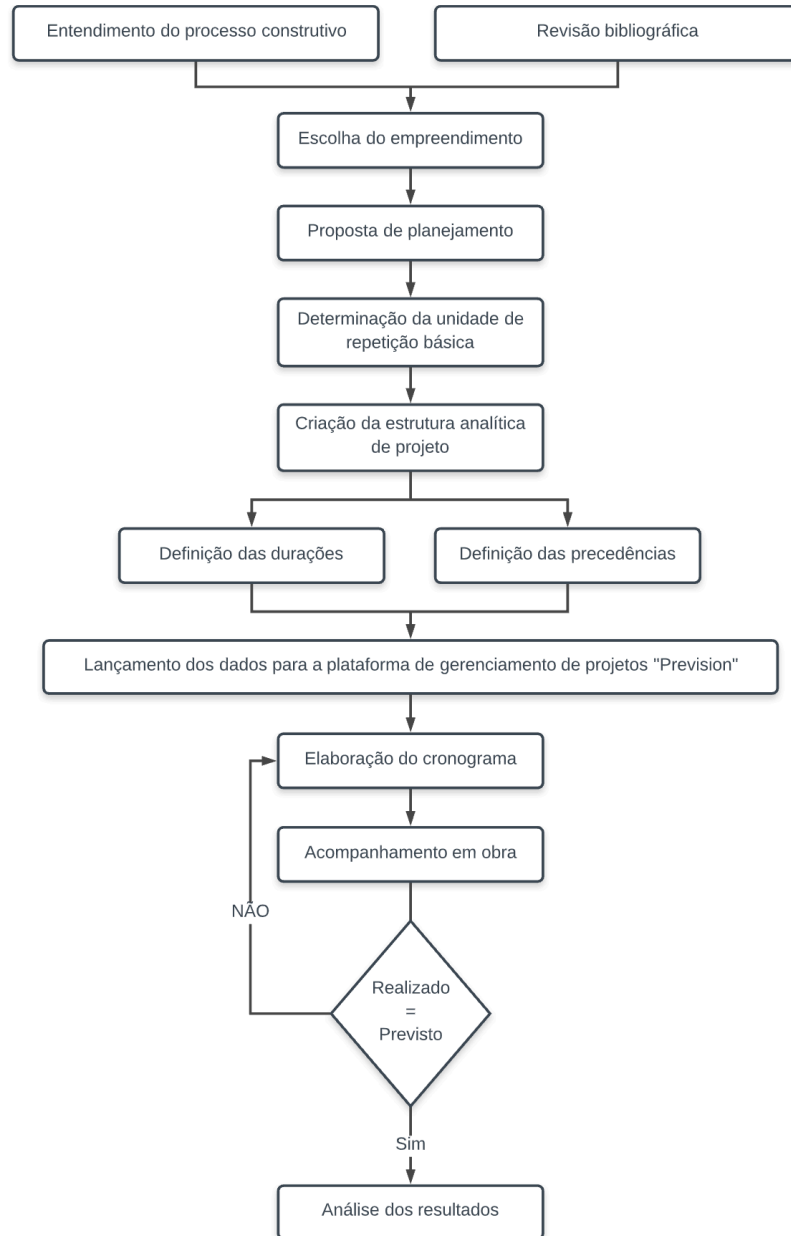 Entendimento do processo construtivo
Revisão bibliográfica
Escolha do empreendimento
Proposta de planejamento
Determinação da unidade de
repetição básica
Criação da estrutura analítica
de projeto
Definição das durações
Definição das precedências
Lançamento dos dados para a plataforma de gerenciamento de projetos "Prevision"
Elaboração do cronograma
Acompanhamento em obra
NÃO
Realizado
=
Previsto
Sim
Análise dos resultados